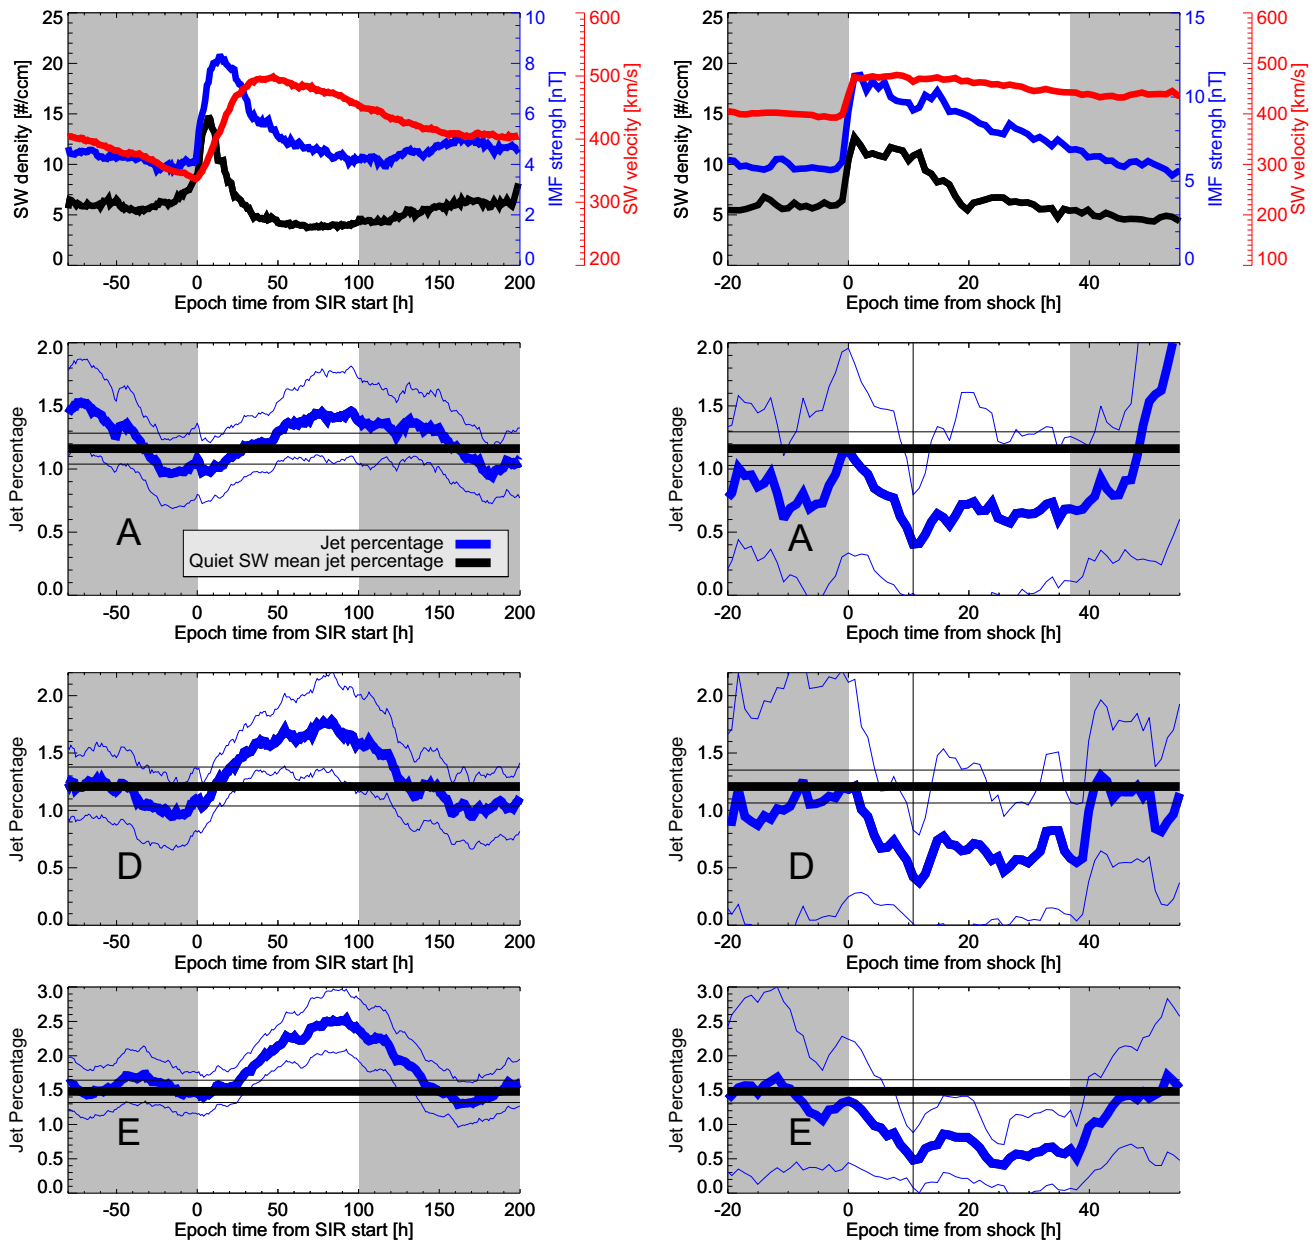 25
20
15
10
5
0
SW density [#/ccm]
10
8
6
4
2
0
IMF strengh [nT]
600
500
400
300
200
SW velocity [km/s]
-50 0 50 100 150 200
Epoch time from SIR start [h]
25
20
15
10
5
0
SW density [#/ccm]
15
10
5
0
IMF strengh [nT]
600
500
400
300
200
100
SW velocity [km/s]
-20 0 20 40
Epoch time from shock [h]
2.0
1.5
1.0
0.5
0.0
Jet Percentage
A
Jet percentage
Quiet SW mean jet percentage
-50 0 50 100 150 200
Epoch time from SIR start [h]
2.0
1.5
1.0
0.5
0.0
Jet Percentage
A
-20 0 20 40
Epoch time from shock [h]
2.0
1.5
1.0
0.5
0.0
Jet Percentage
D
-50 0 50 100 150 200
Epoch time from SIR start [h]
2.0
1.5
1.0
0.5
0.0
Jet Percentage
D
-20 0 20 40
Epoch time from shock [h]
3.0
2.5
2.0
1.5
1.0
0.5
0.0
Jet Percentage
E
-50 0 50 100 150 200
Epoch time from SIR start [h]
3.0
2.5
2.0
1.5
1.0
0.5
0.0
Jet Percentage
E
-20 0 20 40
Epoch time from shock [h]